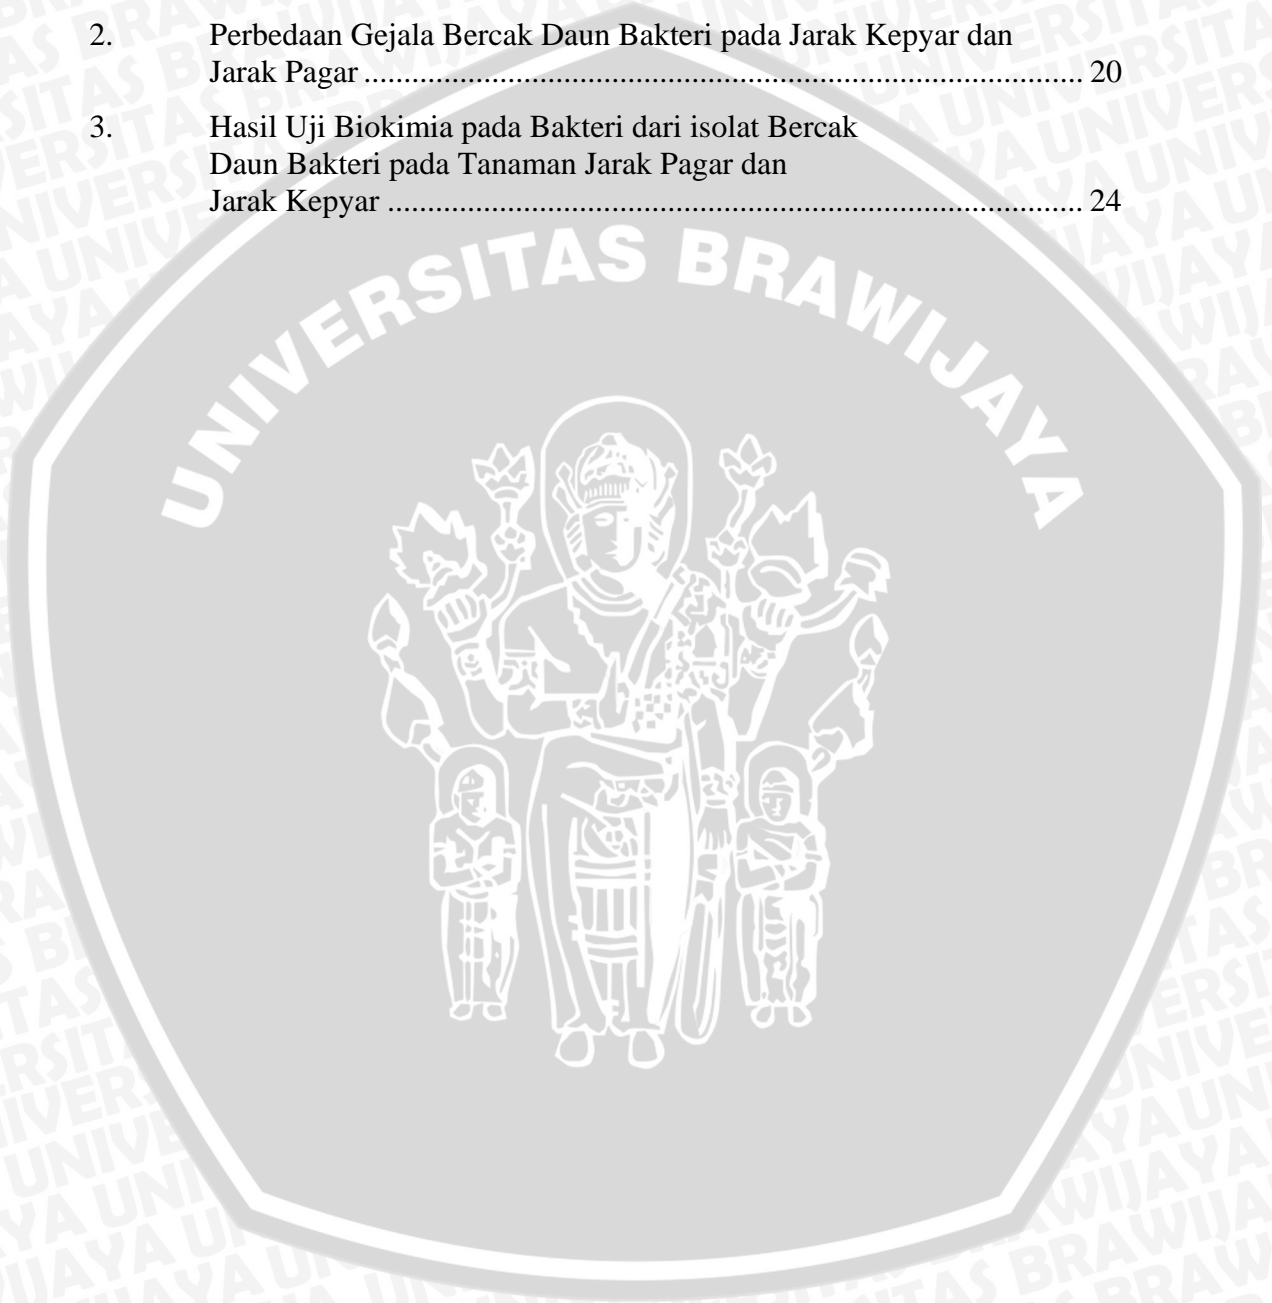 2. Perbedaan Gejala Bercak Daun Bakteri pada Jarak Kepyar dan
Jarak Pagar ........................................................................................ 20
3. Hasil Uji Biokimia pada Bakteri dari isolat Bercak
Daun Bakteri pada Tanaman Jarak Pagar dan
Jarak Kepyar ...................................................................................... 24
UNIVERSITAS BRAWIJAYA